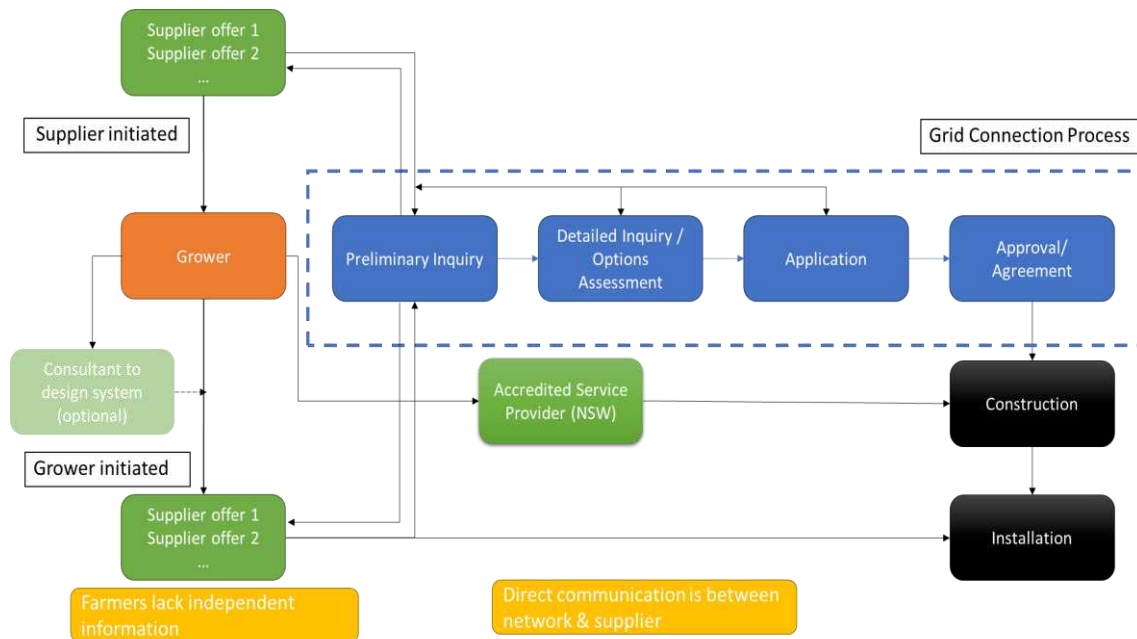 Supplier offer 1
Supplier offer 2
...
Supplier initiated
Grid Connection Process
Grower
Preliminary Inquiry
Detailed Inquiry /
Options
Assessment
Application
Approval/
Agreement
Consultant to
design system
(optional)
Accredited Service
Provider (NSW)
Construction
Grower initiated
Supplier offer 1
Supplier offer 2
...
Installation
Farmers lack independent
information
Direct communication is between
network & supplier